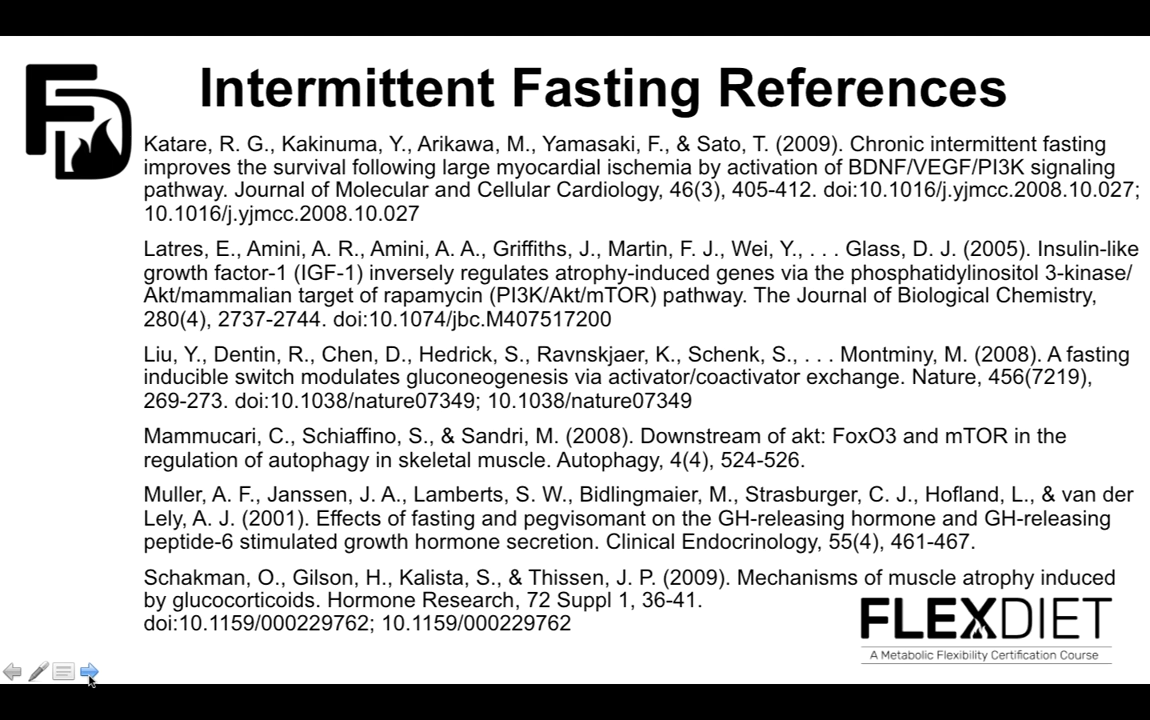 Intermittent Fasting References
Katare, R. G., Kakinuma, Y., Arikawa, M., Yamasaki, F., & Sato, T. (2009). Chronic intermittent fasting
improves the survival following large myocardial ischemia by activation of BDNF/VEGF/PI3K signaling
pathway. Journal of Molecular and Cellular Cardiology, 46(3), 405-412. doi:10.1016/j.yjmcc.2008.10.027;
10.1016/j.yjmcc.2008.10.027
Latres, E., Amini, A. R., Amini, A. A., Griffiths, J., Martin, F. J., Wei, Y., . . . Glass, D. J. (2005). Insulin-like
growth factor-1 (IGF-1) inversely regulates atrophy-induced genes via the phosphatidylinositol 3-kinase/
Akt/mammalian target of rapamycin (PI3K/Akt/mTOR) pathway. The Journal of Biological Chemistry,
280(4), 2737-2744. doi:10.1074/jbc.M407517200
Liu, Y., Dentin, R., Chen, D., Hedrick, S., Ravnskjaer, K., Schenk, S., . . . Montminy, M. (2008). A fasting
inducible switch modulates gluconeogenesis via activator/coactivator exchange. Nature, 456(7219),
269-273. doi:10.1038/nature07349; 10.1038/nature07349
Mammucari, C., Schiaffino, S., & Sandri, M. (2008). Downstream of akt: FoxO3 and mTOR in the
regulation of autophagy in skeletal muscle. Autophagy, 4(4), 524-526.
Muller, A. F., Janssen, J. A., Lamberts, S. W., Bidlingmaier, M., Strasburger, C. J., Hofland, L., & van der
Lely, A. J. (2001). Effects of fasting and pegvisomant on the GH-releasing hormone and GH-releasing
peptide-6 stimulated growth hormone secretion. Clinical Endocrinology, 55(4), 461-467.
Schakman, O., Gilson, H., Kalista, S., & Thissen, J. P. (2009). Mechanisms of muscle atrophy induced
by glucocorticoids. Hormone Research, 72 Suppl 1, 36-41.
doi:10.1159/000229762; 10.1159/000229762
FLEXDIET
A Metabolic Flexibility Certification Course
FD